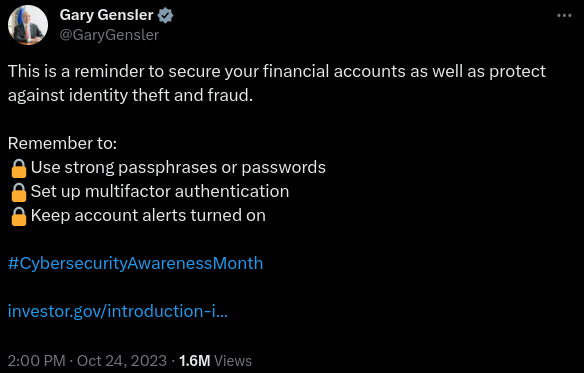 Gary Gensler
@GaryGensler
This is a reminder to secure your financial accounts as well as protect
against identity theft and fraud.
Remember to:
🔒Use strong passphrases or passwords
🔒Set up multifactor authentication
🔒Keep account alerts turned on
#CybersecurityAwarenessMonth
investor.gov/introduction-i...
2:00 PM · Oct 24, 2023 · 1.6M Views